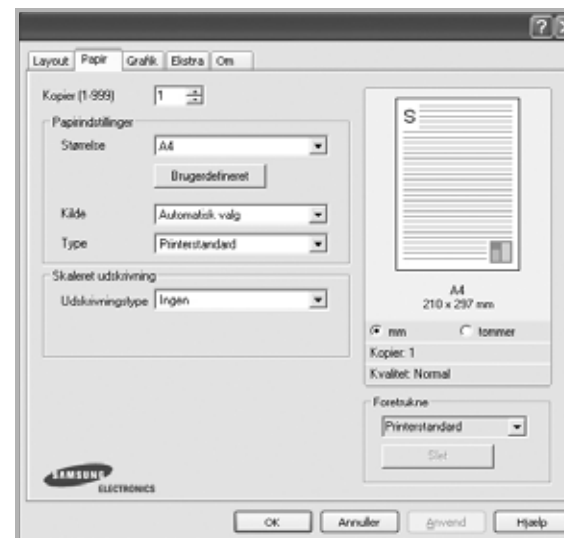 Layout Papir Grafik Ekstra Om
Kopier (1-999) 1
Papirindstillinger
Størrelse A4
Brugerdefineret
Kilde Automatisk valg
Type Printerstandard
Skaleret udskrivning
Udskrivningstype Ingen
S
A4
210 x 297 mm
mm tommer
Kopier: 1
Kvalitet: Normal
Foretrukne
Printerstandard
Slet
SAMSUNG
ELECTRONICS
OK Annuller Anvend Hjælp